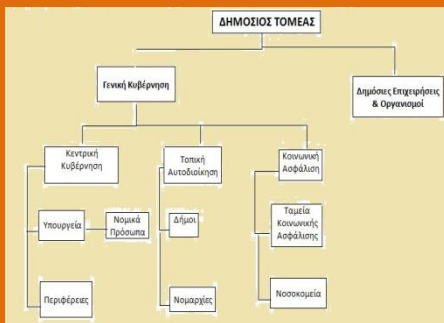 ΔΗΜΟΣΙΟΣ ΤΟΜΕΑΣ
Γενική Κυβέρνηση
Δημόσιες Επιχειρήσεις
& Οργανισμοί
Κεντρική
Κυβέρνηση
Τοπική
Αυτοδιοίκηση
Κοινωνική
Ασφάλιση
Υπουργεία
Νομικά
Πρόσωπα
Δήμοι
Ταμεία
Κοινωνικής
Ασφάλισης
Περιφέρειες
Νομαρχίες
Νοσοκομεία